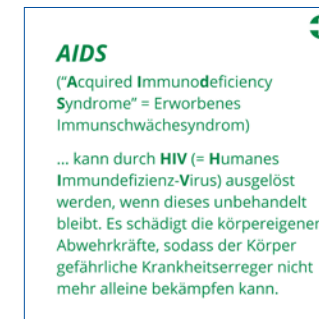 AIDS
(“Acquired Immunodeficiency
Syndrome” = Erworbenes
Immunschwächesyndrom)
... kann durch HIV (= Humanes
Immundefizienz-Virus) ausgelöst
werden, wenn dieses unbehandelt
bleibt. Es schädigt die körpereigenen
Abwehrkräfte, sodass der Körper
gefährliche Krankheitserreger nicht
mehr alleine bekämpfen kann.